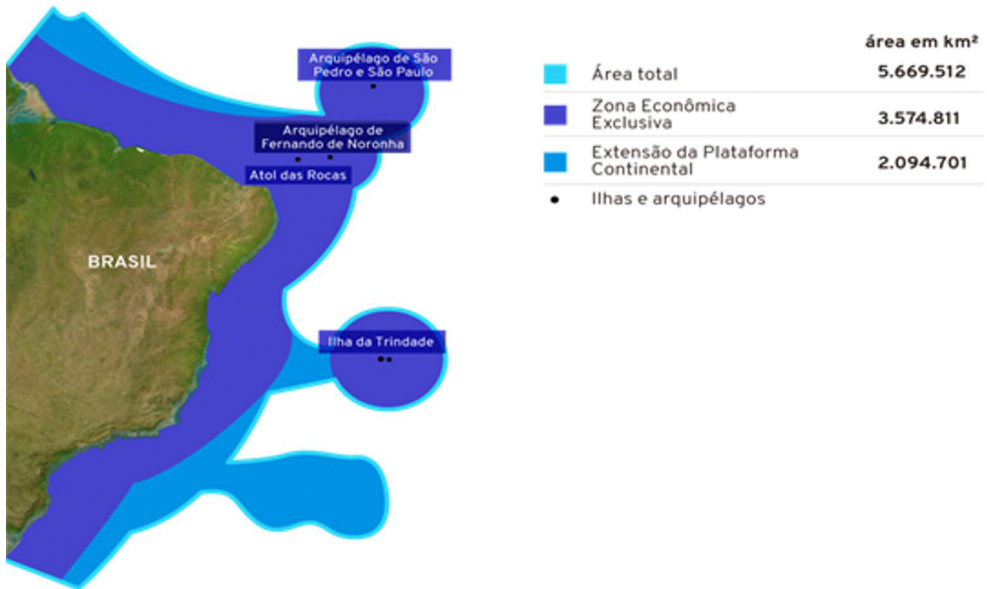 Arquipélago de São
Pedro e São Paulo
Arquipélago de
Fernando de Noronha
Atol das Rocas
BRASIL
Ilha da Trindade
área em km²
Área total 5.669.512
Zona Econômica
Exclusiva 3.574.811
Extensão da Plataforma
Continental 2.094.701
Ilhas e arquipélagos